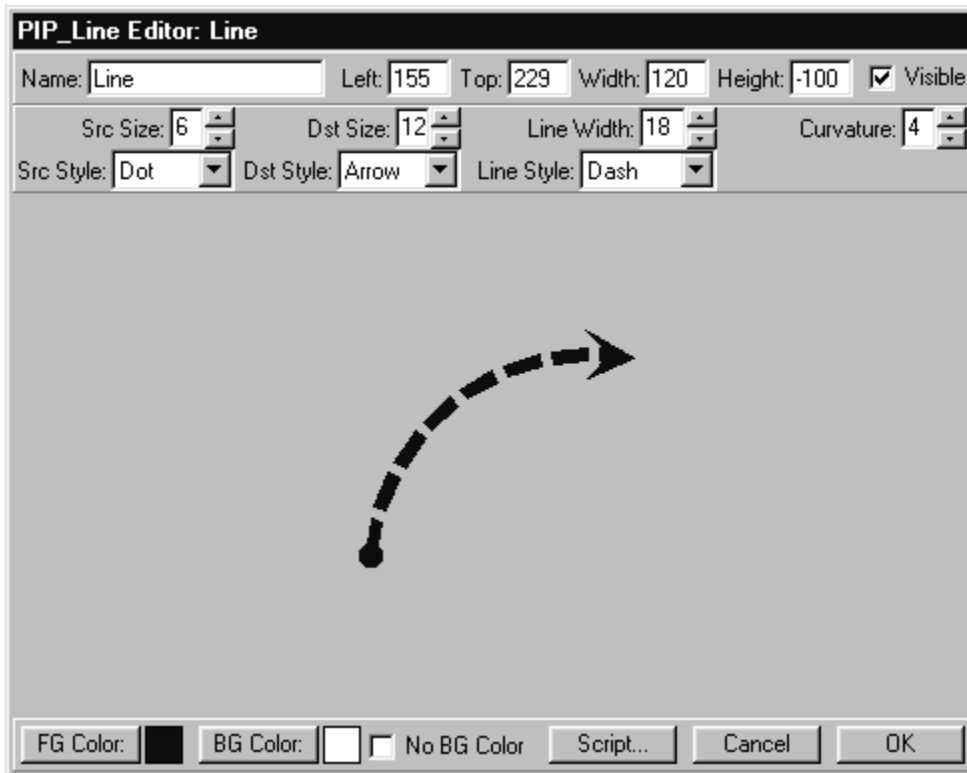 PIP_Line Editor: Line
Name: Line Left: 155 Top: 229 Width: 120 Height: -100 Visible
Src Size: 6 Dst Size: 12 Line Width: 18 Curvature: 4
Src Style: Dot Dst Style: Arrow Line Style: Dash
FG Color: BG Color: No BG Color Script... Cancel OK